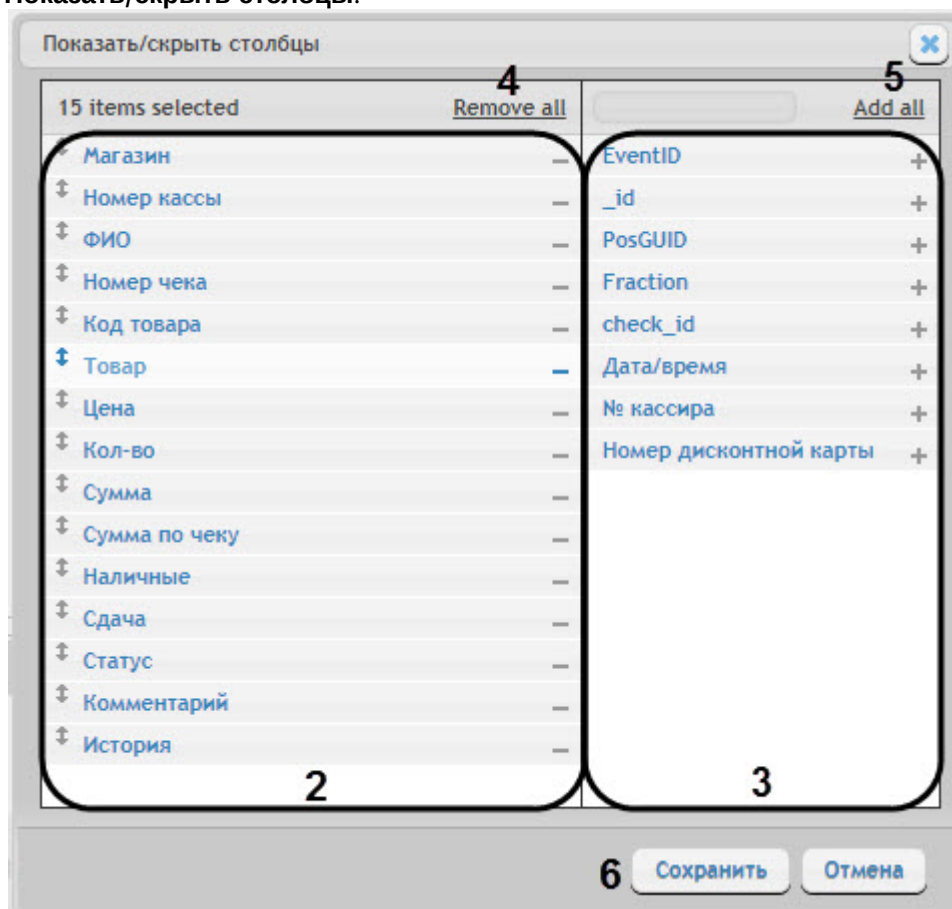 Показать/скрыть столбцы.
Показать/скрыть столбцы
4
5
15 items selected Remove all Add all
Магазин
Номер кассы
ФИО
Номер чека
Код товара
Товар
Цена
Кол-во
Сумма
Сумма по чеку
Наличные
Сдача
Статус
Комментарий
История
2
EventID
_id
PosGUID
Fraction
check_id
Дата/время
№ кассира
Номер дисконтной карты
3
6 Сохранить Отмена